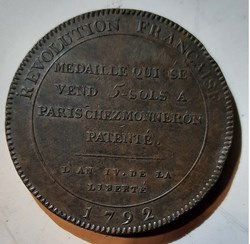 REVOLUTION FRANÇAISE
MEDAILLE QUI SE
VEND 5-SOLS A
PARIS CHEZ MONNERON
PATENTÉ.
L'AN IV. DE LA
LIBERTÉ
1792